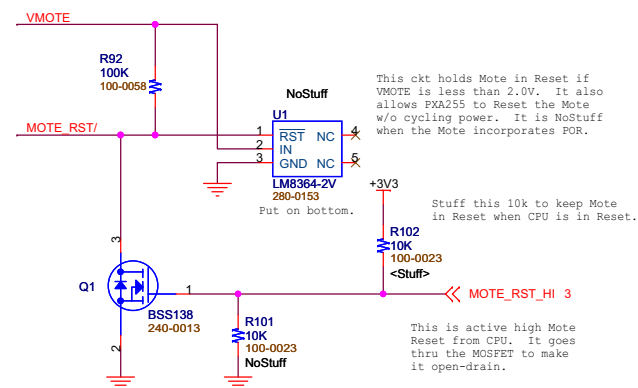 VMOTE
R92
100K
100-0058
NoStuff
This ckt holds Mote in Reset if
VMOTE is less than 2.0V.  It also
allows PXA255 to Reset the Mote
w/o cycling power.  It is NoStuff
when the Mote incorporates POR.
U1
MOTE_RST/
1 RST NC 4
2 IN
3 GND NC 5
LM8364-2V
280-0153
Put on bottom.
+3V3
Stuff this 10k to keep Mote
in Reset when CPU is in Reset.
R102
10K
100-0023
<Stuff>
3
Q1
1
MOTE_RST_HI 3
BSS138
240-0013
R101
10K
100-0023
NoStuff
2
This is active high Mote
Reset from CPU.  It goes
thru the MOSFET to make
it open-drain.